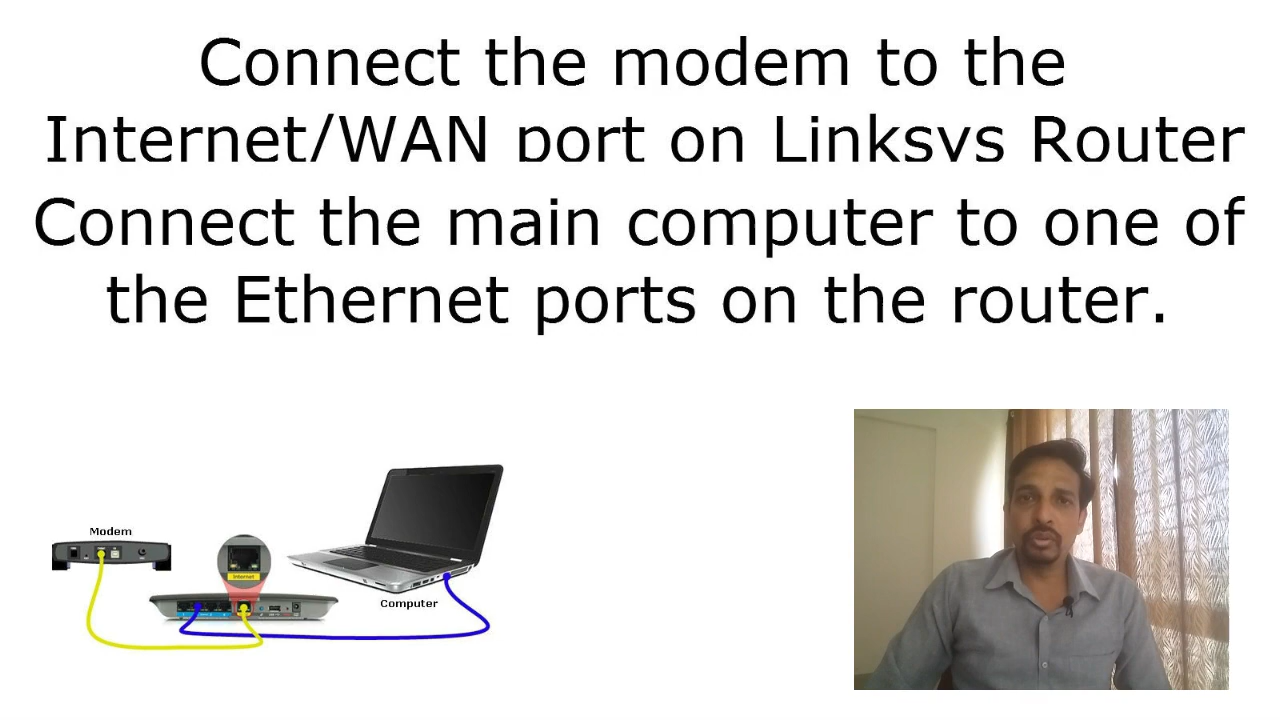 Connect the modem to the
Internet/WAN port on Linksys Router
Connect the main computer to one of
the Ethernet ports on the router.
Modem
Internet
Computer